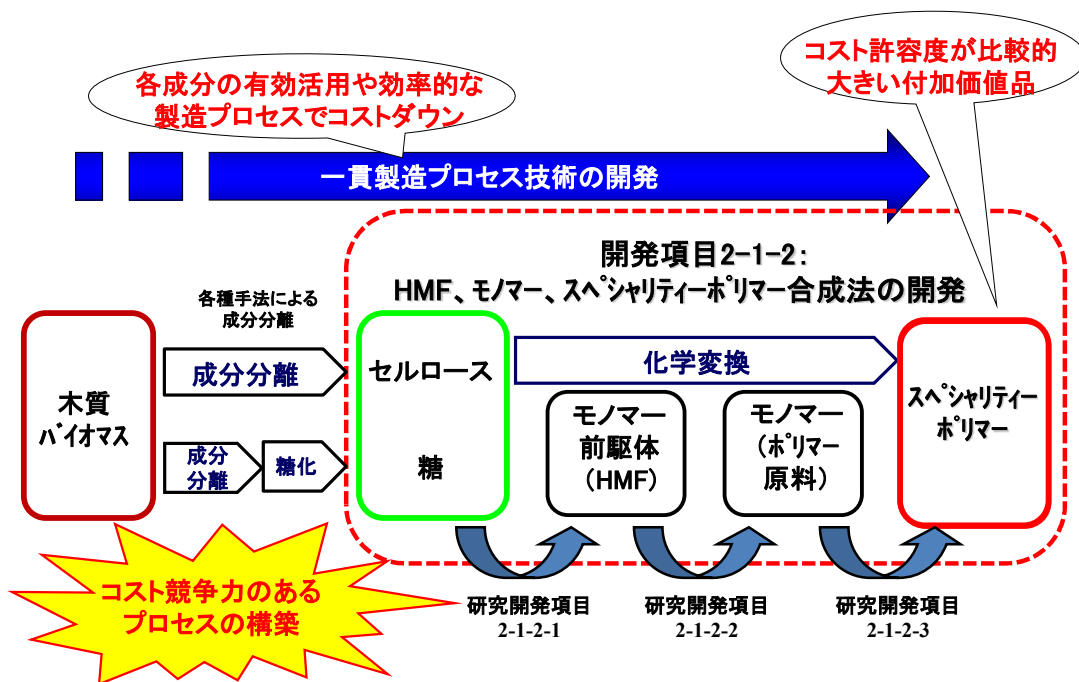 コスト許容度が比較的
大きい付加価値品
各成分の有効活用や効率的な
製造プロセスでコストダウン
一貫製造プロセス技術の開発
開発項目2-1-2:
HMF、モノマー、スペシャリティーポリマー合成法の開発
各種手法による
成分分離
木質
バイオマス
成分分離
成分
分離
糖化
セルロース
糖
化学変換
モノマー
前駆体
(HMF)
モノマー
(ポリマー
原料)
スペシャリティー
ポリマー
コスト競争力のある
プロセスの構築
研究開発項目
2-1-2-1
研究開発項目
2-1-2-2
研究開発項目
2-1-2-3